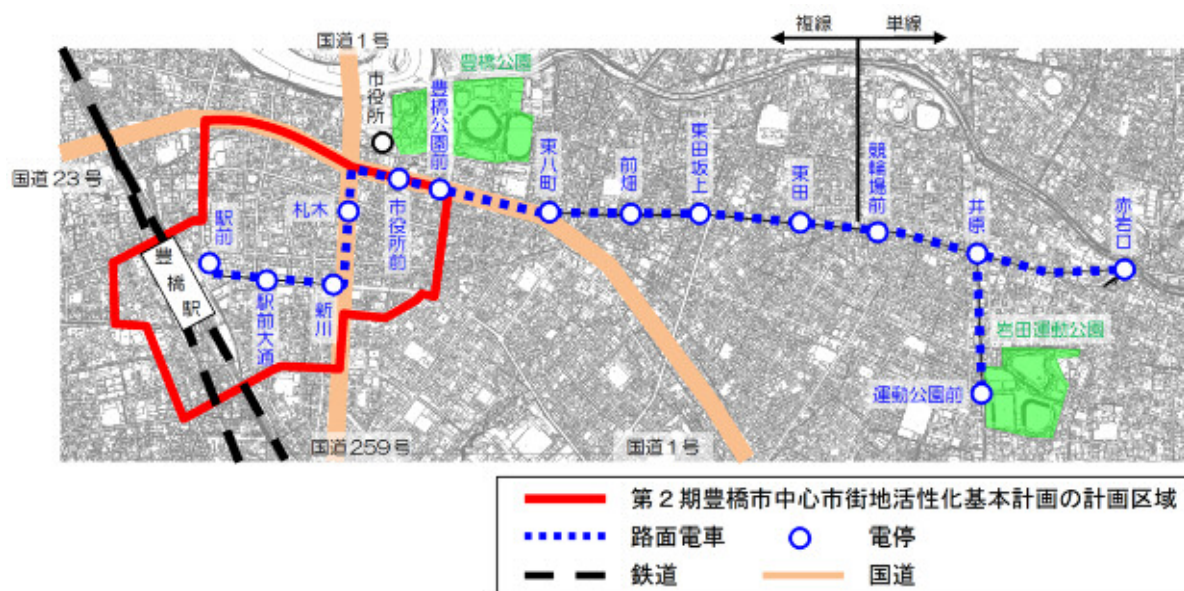 複線
単線
国道1号
市役所
豊橋公園
豊橋公園前
東八町
前畑
東田坂上
東田
競輪場前
井原
赤岩口
国道23号
駅前
札木
市役所前
豊橋駅
駅前大通
新川
岩田運動公園
運動公園前
国道259号
国道1号
第2期豊橋市中心市街地活性化基本計画の計画区域
路面電車
電停
鉄道
国道